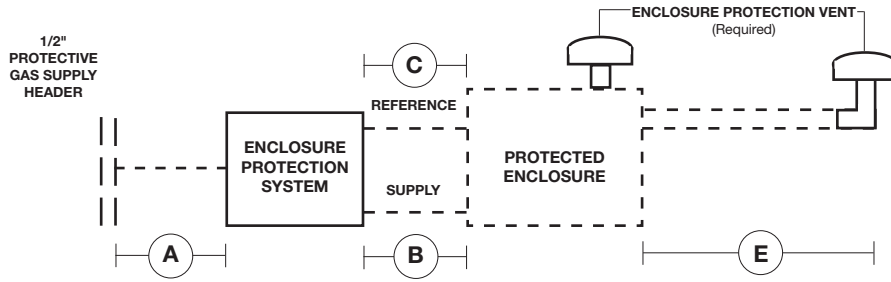 ENCLOSURE PROTECTION VENT
(Required)
1/2"
PROTECTIVE
GAS SUPPLY
HEADER
C
REFERENCE
ENCLOSURE
PROTECTION
SYSTEM
PROTECTED
ENCLOSURE
SUPPLY
A
B
E